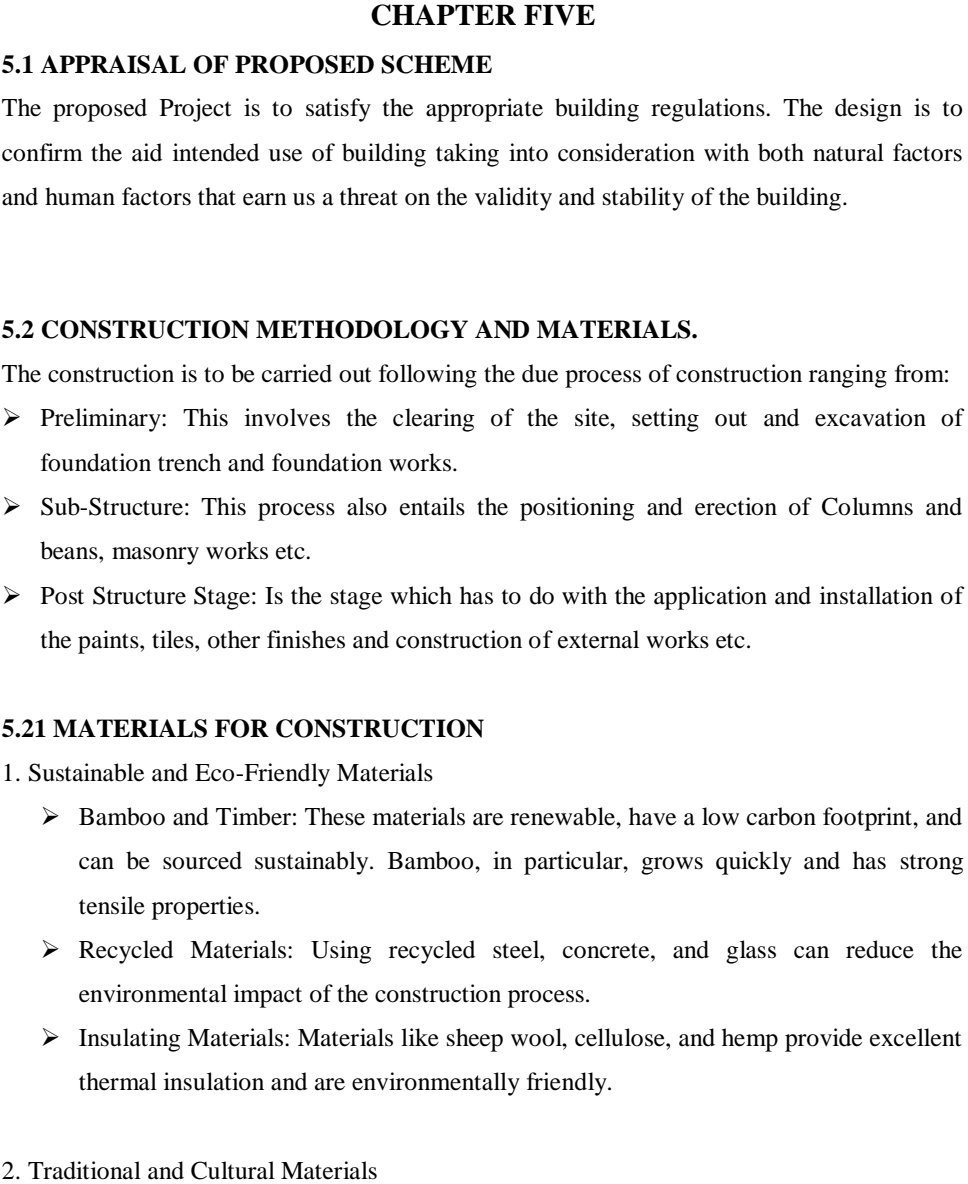 CHAPTER FIVE
5.1 APPRAISAL OF PROPOSED SCHEME
The proposed Project is to satisfy the appropriate building regulations. The design is to
confirm the aid intended use of building taking into consideration with both natural factors
and human factors that earn us a threat on the validity and stability of the building.
5.2 CONSTRUCTION METHODOLOGY AND MATERIALS.
The construction is to be carried out following the due process of construction ranging from:
➢ Preliminary: This involves the clearing of the site, setting out and excavation of
foundation trench and foundation works.
➢ Sub-Structure: This process also entails the positioning and erection of Columns and
beans, masonry works etc.
➢ Post Structure Stage: Is the stage which has to do with the application and installation of
the paints, tiles, other finishes and construction of external works etc.
5.21 MATERIALS FOR CONSTRUCTION
1. Sustainable and Eco-Friendly Materials
➢ Bamboo and Timber: These materials are renewable, have a low carbon footprint, and
can be sourced sustainably. Bamboo, in particular, grows quickly and has strong
tensile properties.
➢ Recycled Materials: Using recycled steel, concrete, and glass can reduce the
environmental impact of the construction process.
➢ Insulating Materials: Materials like sheep wool, cellulose, and hemp provide excellent
thermal insulation and are environmentally friendly.
2. Traditional and Cultural Materials